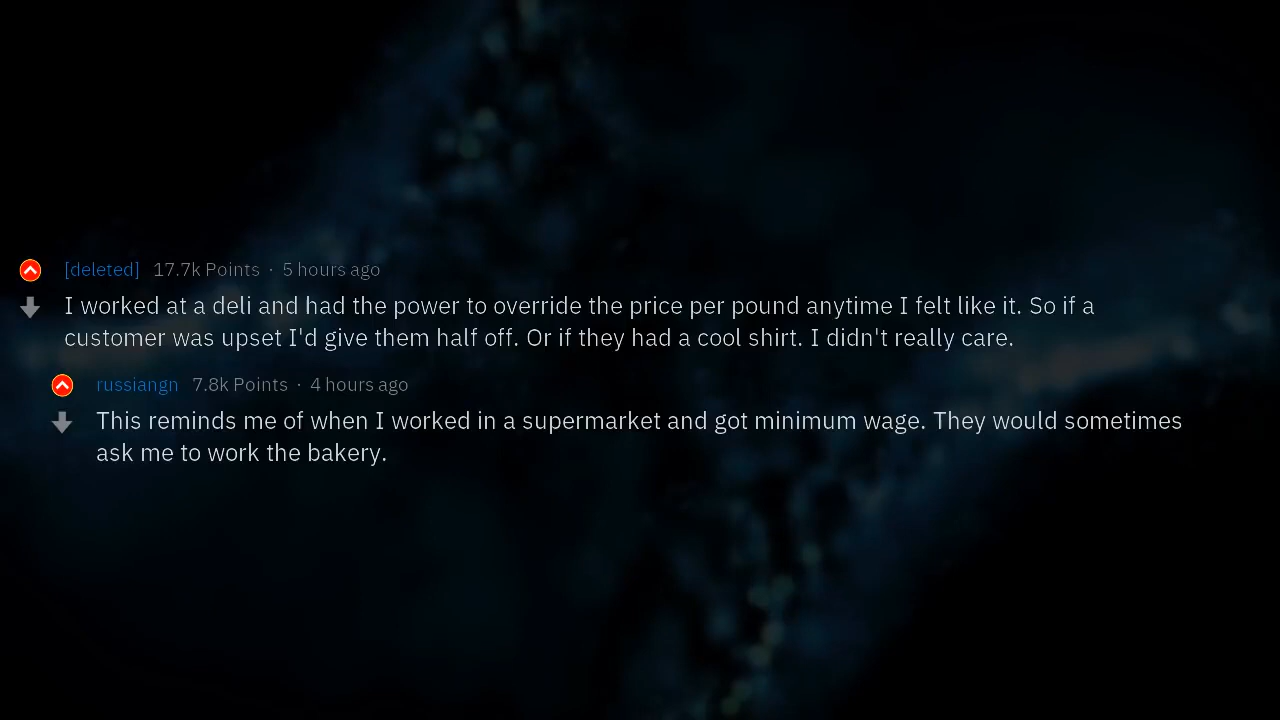 [deleted] 17.7k Points · 5 hours ago
I worked at a deli and had the power to override the price per pound anytime I felt like it. So if a
customer was upset I'd give them half off. Or if they had a cool shirt. I didn't really care.
russiangn 7.8k Points · 4 hours ago
This reminds me of when I worked in a supermarket and got minimum wage. They would sometimes
ask me to work the bakery.